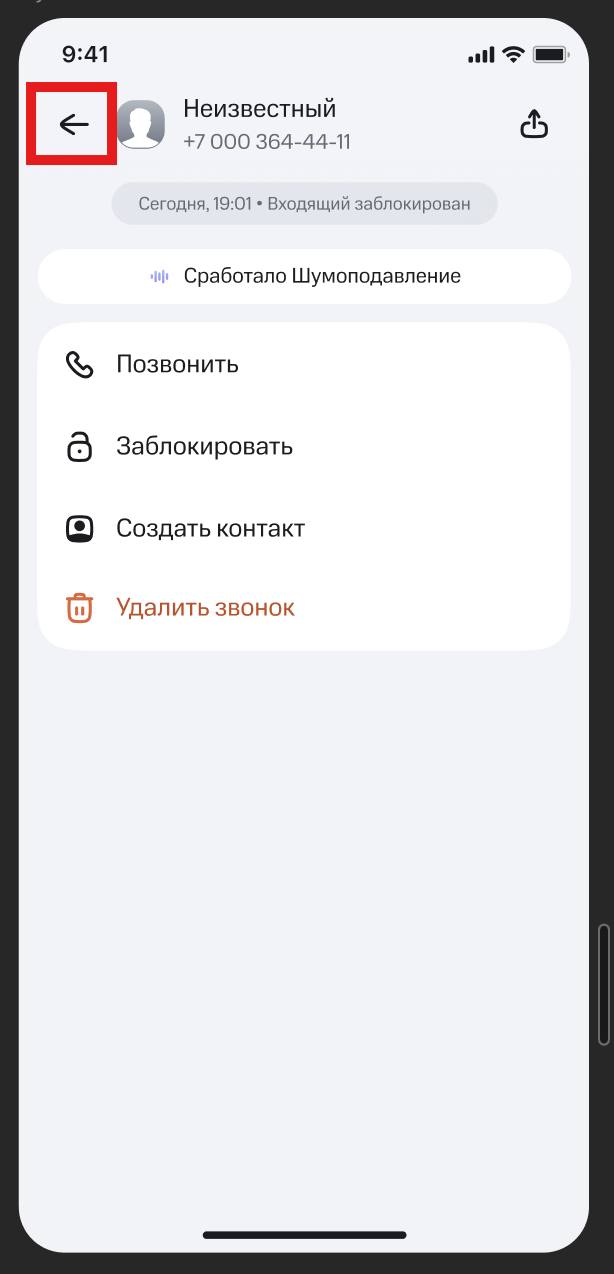 9:41
Неизвестный
+7 000 364-44-11
Сегодня, 19:01 • Входящий заблокирован
Сработало Шумоподавление
Позвонить
Заблокировать
Создать контакт
Удалить звонок